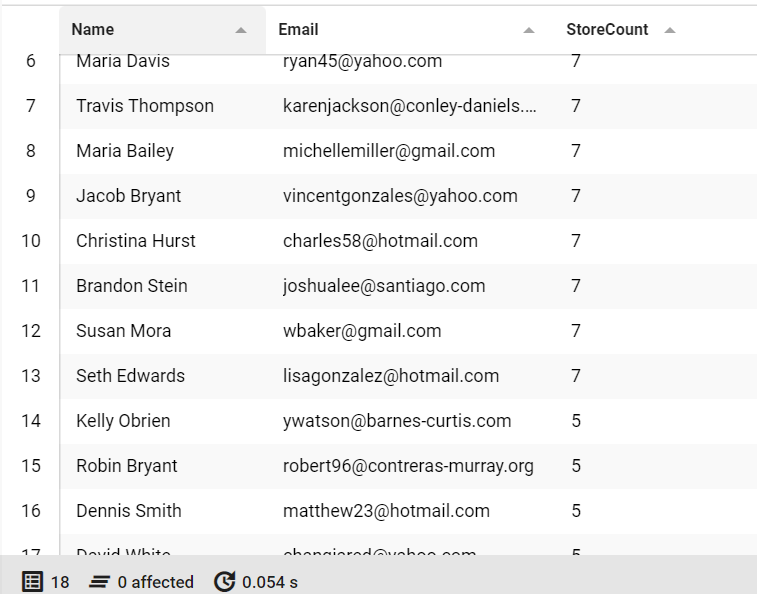 Name Email StoreCount
6 Maria Davis ryan45@yahoo.com 7
7 Travis Thompson karenjackson@conley-daniels.... 7
8 Maria Bailey michellemiller@gmail.com 7
9 Jacob Bryant vincentgonzales@yahoo.com 7
10 Christina Hurst charles58@hotmail.com 7
11 Brandon Stein joshualee@santiago.com 7
12 Susan Mora wbaker@gmail.com 7
13 Seth Edwards lisagonzalez@hotmail.com 7
14 Kelly Obrien ywatson@barnes-curtis.com 5
15 Robin Bryant robert96@contreras-murray.org 5
16 Dennis Smith matthew23@hotmail.com 5
17 David White changjared@yahoo.com 5
18 0 affected 0.054 s